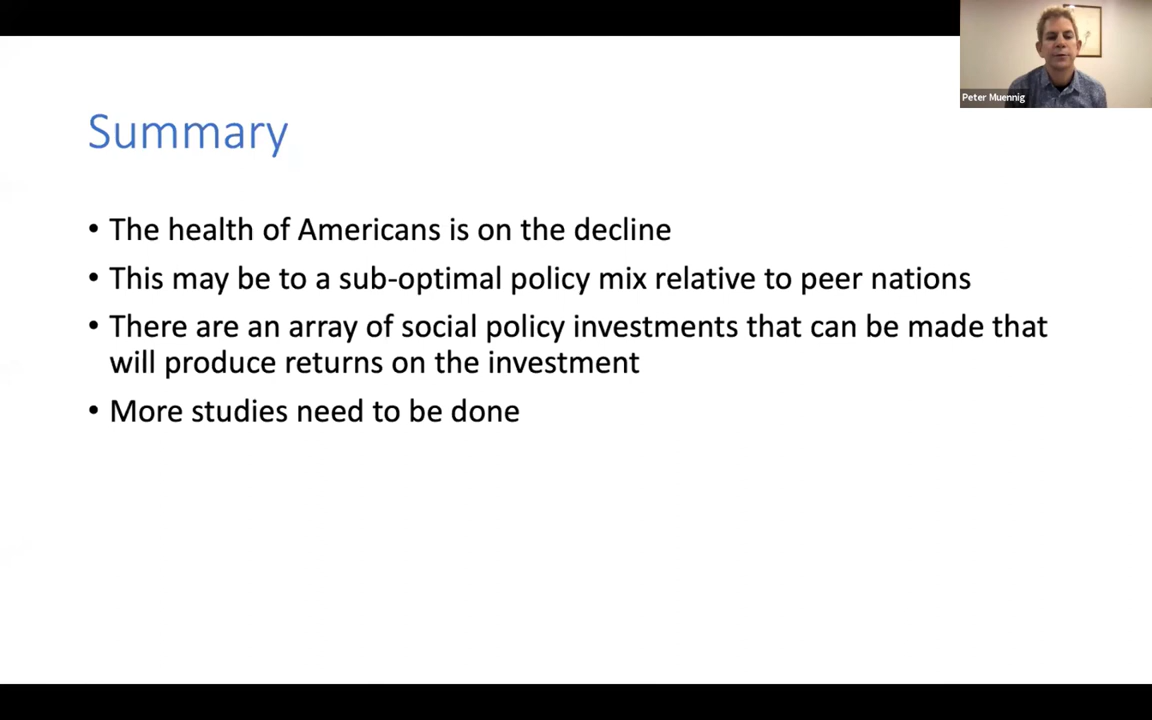 Peter Muennig
Summary
• The health of Americans is on the decline
• This may be to a sub-optimal policy mix relative to peer nations
• There are an array of social policy investments that can be made that
will produce returns on the investment
• More studies need to be done